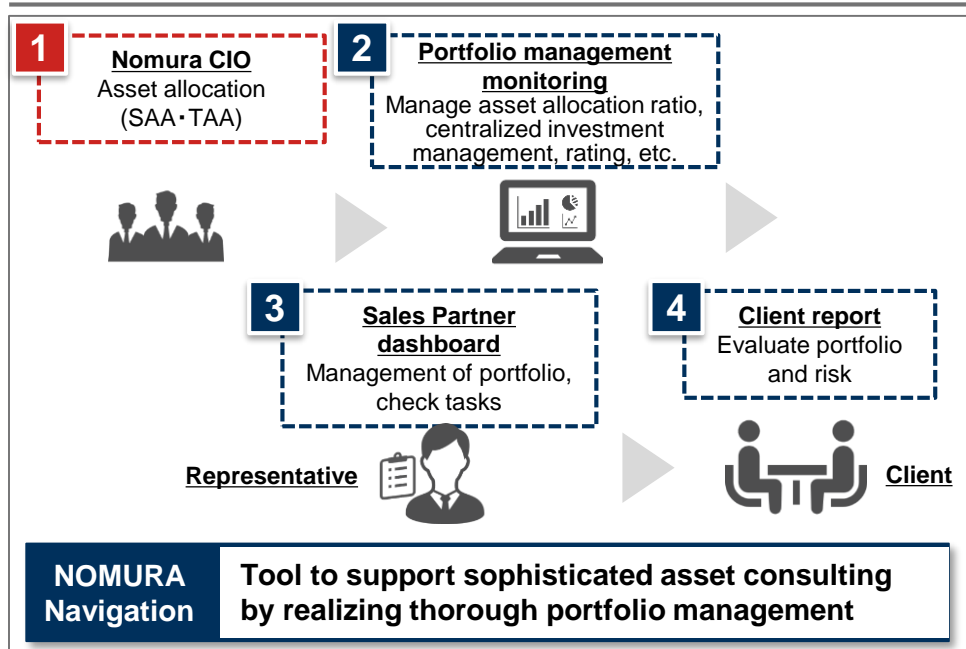 1
Nomura CIO
Asset allocation
(SAA・TAA)
2
Portfolio management
monitoring
Manage asset allocation ratio,
centralized investment
management, rating, etc.
3
Sales Partner
dashboard
Management of portfolio,
check tasks
4
Client report
Evaluate portfolio
and risk
Representative
Client
NOMURA
Navigation
Tool to support sophisticated asset consulting
by realizing thorough portfolio management